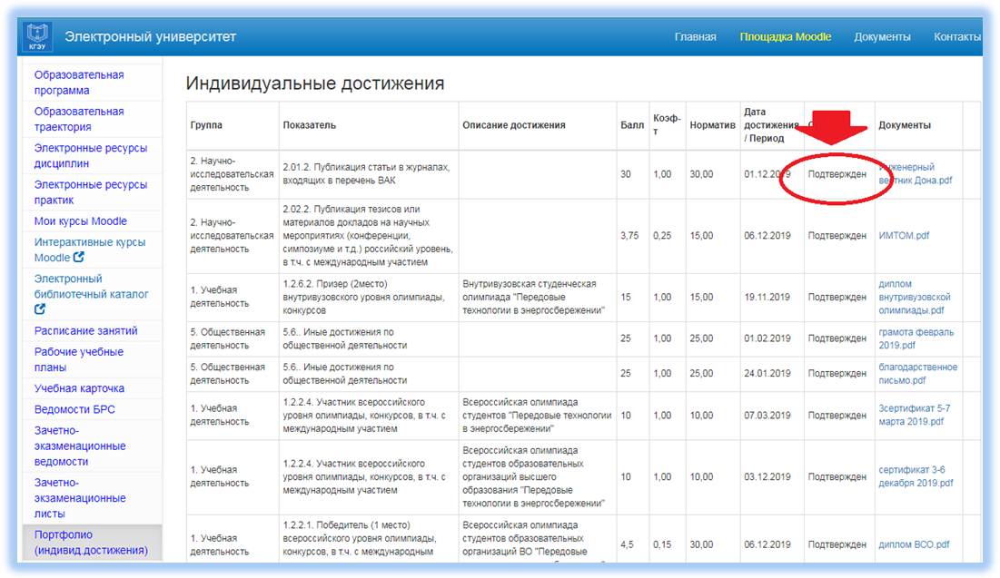 КГЭУ
Электронный университет
Главная
Площадка Moodle
Документы
Контакты
Образовательная
программа
Образовательная
траектория
Электронные ресурсы
дисциплин
Электронные ресурсы
практик
Мои курсы Moodle
Интерактивные курсы
Moodle
Электронный
библиотечный каталог
Расписание занятий
Рабочие учебные
планы
Учебная карточка
Ведомости БРС
Зачетно-
эказменационные
ведомости
Зачетно-
экзаменационные
листы
Портфолио
(индивид.достижения)
Индивидуальные достижения
Группа
Показатель
Описание достижения
Балл
Коэф-
т
Норматив
Дата
достижения
/ Период
Документы
2. Научно-
исследовательская
деятельность
2.01.2. Публикация статьи в журналах,
входящих в перечень ВАК
30
1,00
30,00
01.12.2019
Подтвержден
Инженерный
вестник Дона.pdf
2. Научно-
исследовательская
деятельность
2.02.2. Публикация тезисов или
материалов докладов на научных
мероприятиях (конференции,
симпозиуме и т.д.) российский уровень,
в т.ч. с международным участием
3,75
0,25
15,00
06.12.2019
Подтвержден
ИМТОМ.pdf
1. Учебная
деятельность
1.2.6.2. Призер (2место)
внутривузовского уровня олимпиады,
конкурсов
Внутривузовская студенческая
олимпиада "Передовые
технологии в энергосбережении"
15
1,00
15,00
19.11.2019
Подтвержден
диплом
внутривузовской
олимпиады.pdf
5. Общественная
деятельность
5.6.. Иные достижения по
общественной деятельности
25
1,00
25,00
01.02.2019
Подтвержден
грамота февраль
2019.pdf
5. Общественная
деятельность
5.6.. Иные достижения по
общественной деятельности
25
1,00
25,00
24.01.2019
Подтвержден
благодарственное
письмо.pdf
1. Учебная
деятельность
1.2.2.4. Участник всероссийского
уровня олимпиады, конкурсов, в т.ч. с
международным участием
Всероссийская олимпиада
студентов "Передовые технологии
в энергосбережении"
10
1,00
10,00
07.03.2019
Подтвержден
3сертификат 5-7
марта 2019.pdf
1. Учебная
деятельность
1.2.2.4. Участник всероссийского
уровня олимпиады, конкурсов, в т.ч. с
международным участием
Всероссийская олимпиада
студентов образовательных
организаций высшего
образования "Передовые
технологии в энергосбережении"
10
1,00
10,00
03.12.2019
Подтвержден
сертификат 3-6
декабря 2019.pdf
1. Учебная
деятельность
1.2.2.1. Победитель (1 место)
всероссийского уровня олимпиады,
конкурсов, в т.ч. с международным
Всероссийская олимпиада
студентов образовательных
организаций ВО "Передовые
4,5
0,15
30,00
06.12.2019
Подтвержден
диплом ВСО.pdf